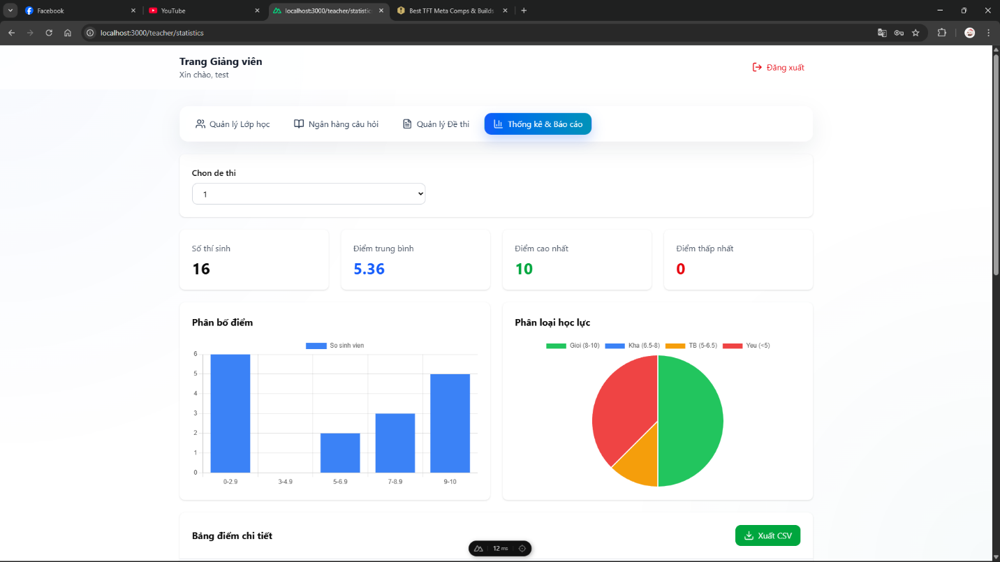 Facebook
YouTube
localhost:3000/teacher/statistic
Best TFT Meta Comps & Builds
localhost:3000/teacher/statistics
Trang Giảng viên
Xin chào, test
Đăng xuất
Quản lý Lớp học
Ngân hàng câu hỏi
Quản lý Đề thi
Thống kê & Báo cáo
Chon de thi
1
Số thí sinh
16
Điểm trung bình
5.36
Điểm cao nhất
10
Điểm thấp nhất
0
Phân bố điểm
So sinh vien
6
5
4
3
2
1
0
0-2.9 3-4.9 5-6.9 7-8.9 9-10
Phân loại học lực
Gioi (8-10) Kha (6.5-8) TB (5-6.5) Yeu (<5)
Bảng điểm chi tiết
Xuất CSV
12 ms